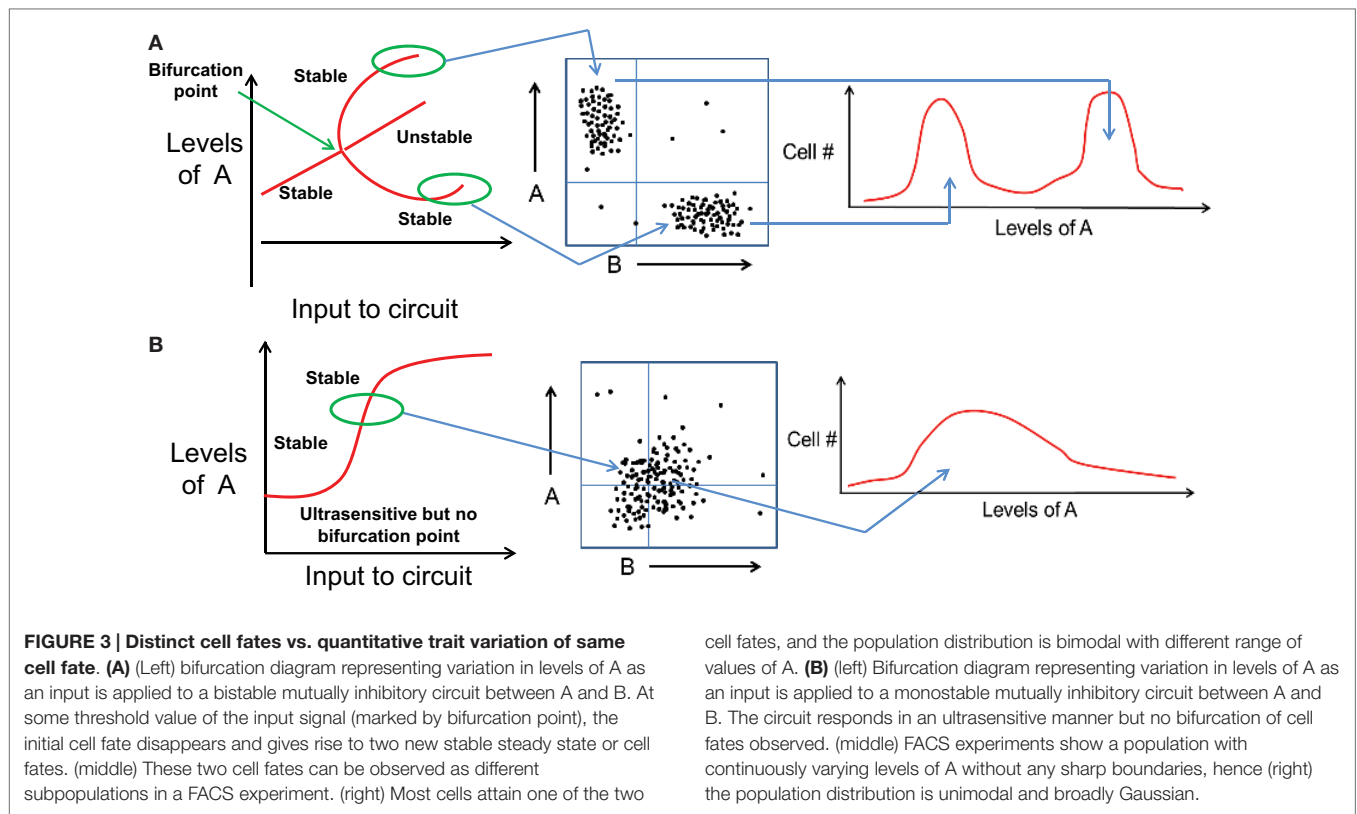 A
Bifurcation
point
Levels
of A
Stable
Unstable
Stable
Stable
Input to circuit
A
B
Cell #
Levels of A
B
Levels
of A
Stable
Stable
Ultrasensitive but no
bifurcation point
Input to circuit
A
B
Cell #
Levels of A
FIGURE 3 | Distinct cell fates vs. quantitative trait variation of same
cell fate. (A) (Left) bifurcation diagram representing variation in levels of A as
an input is applied to a bistable mutually inhibitory circuit between A and B. At
some threshold value of the input signal (marked by bifurcation point), the
initial cell fate disappears and gives rise to two new stable steady state or cell
fates. (middle) These two cell fates can be observed as different
subpopulations in a FACS experiment. (right) Most cells attain one of the two
cell fates, and the population distribution is bimodal with different range of
values of A. (B) (left) Bifurcation diagram representing variation in levels of A as
an input is applied to a monostable mutually inhibitory circuit between A and
B. The circuit responds in an ultrasensitive manner but no bifurcation of cell
fates observed. (middle) FACS experiments show a population with
continuously varying levels of A without any sharp boundaries, hence (right)
the population distribution is unimodal and broadly Gaussian.